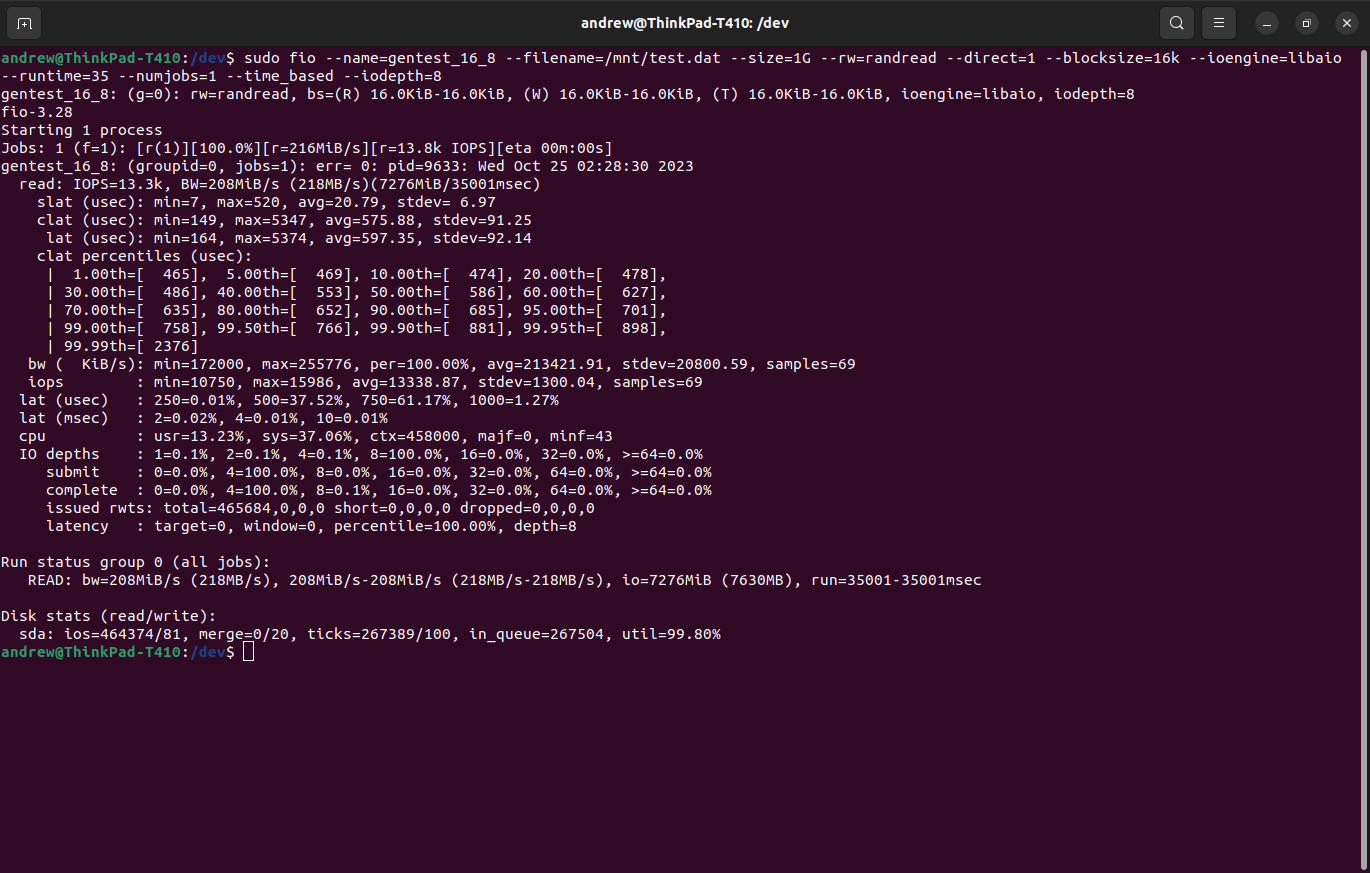 andrew@ThinkPad-T410: /dev
andrew@ThinkPad-T410:/dev$ sudo fio --name=gentest_16_8 --filename=/mnt/test.dat --size=1G --rw=randread --direct=1 --blocksize=16k --ioengine=libaio
--runtime=35 --numjobs=1 --time_based --iodepth=8
gentest_16_8: (g=0): rw=randread, bs=(R) 16.0KiB-16.0KiB, (W) 16.0KiB-16.0KiB, (T) 16.0KiB-16.0KiB, ioengine=libaio, iodepth=8
fio-3.28
Starting 1 process
Jobs: 1 (f=1): [r(1)][100.0%][r=216MiB/s][r=13.8k IOPS][eta 00m:00s]
gentest_16_8: (groupid=0, jobs=1): err= 0: pid=9633: Wed Oct 25 02:28:30 2023
  read: IOPS=13.3k, BW=208MiB/s (218MB/s)(7276MiB/35001msec)
    slat (usec): min=7, max=520, avg=20.79, stdev= 6.97
    clat (usec): min=149, max=5347, avg=575.88, stdev=91.25
     lat (usec): min=164, max=5374, avg=597.35, stdev=92.14
    clat percentiles (usec):
     |  1.00th=[  465],  5.00th=[  469], 10.00th=[  474], 20.00th=[  478],
     | 30.00th=[  486], 40.00th=[  553], 50.00th=[  586], 60.00th=[  627],
     | 70.00th=[  635], 80.00th=[  652], 90.00th=[  685], 95.00th=[  701],
     | 99.00th=[  758], 99.50th=[  766], 99.90th=[  881], 99.95th=[  898],
     | 99.99th=[ 2376]
   bw (  KiB/s): min=172000, max=255776, per=100.00%, avg=213421.91, stdev=20800.59, samples=69
   iops        : min=10750, max=15986, avg=13338.87, stdev=1300.04, samples=69
  lat (usec)   : 250=0.01%, 500=37.52%, 750=61.17%, 1000=1.27%
  lat (msec)   : 2=0.02%, 4=0.01%, 10=0.01%
  cpu          : usr=13.23%, sys=37.06%, ctx=458000, majf=0, minf=43
  IO depths    : 1=0.1%, 2=0.1%, 4=0.1%, 8=100.0%, 16=0.0%, 32=0.0%, >=64=0.0%
     submit    : 0=0.0%, 4=100.0%, 8=0.0%, 16=0.0%, 32=0.0%, 64=0.0%, >=64=0.0%
     complete  : 0=0.0%, 4=100.0%, 8=0.1%, 16=0.0%, 32=0.0%, 64=0.0%, >=64=0.0%
     issued rwts: total=465684,0,0,0 short=0,0,0,0 dropped=0,0,0,0
     latency   : target=0, window=0, percentile=100.00%, depth=8
Run status group 0 (all jobs):
   READ: bw=208MiB/s (218MB/s), 208MiB/s-208MiB/s (218MB/s-218MB/s), io=7276MiB (7630MB), run=35001-35001msec
Disk stats (read/write):
  sda: ios=464374/81, merge=0/20, ticks=267389/100, in_queue=267504, util=99.80%
andrew@ThinkPad-T410:/dev$